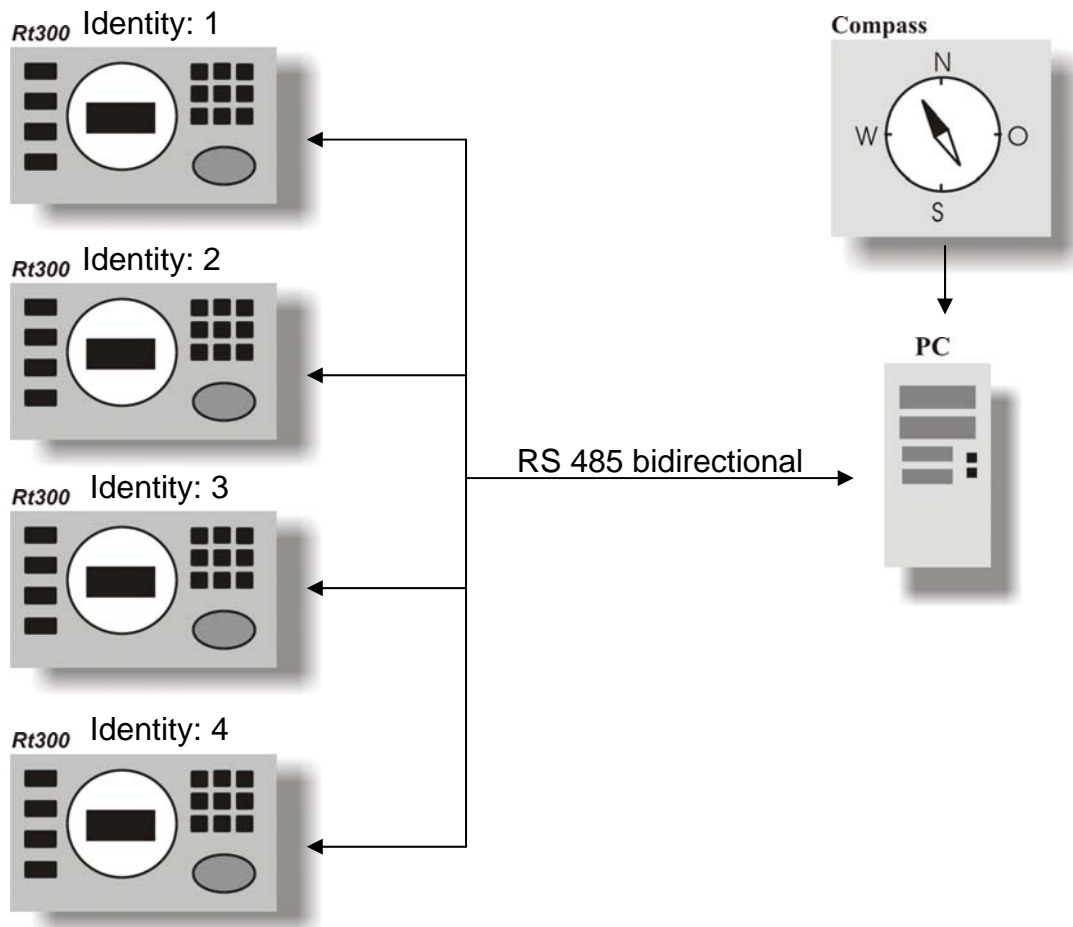 Rt300 Identity: 1
Compass
N
W O
S
Rt300 Identity: 2
PC
RS 485 bidirectional
Rt300 Identity: 3
Rt300 Identity: 4